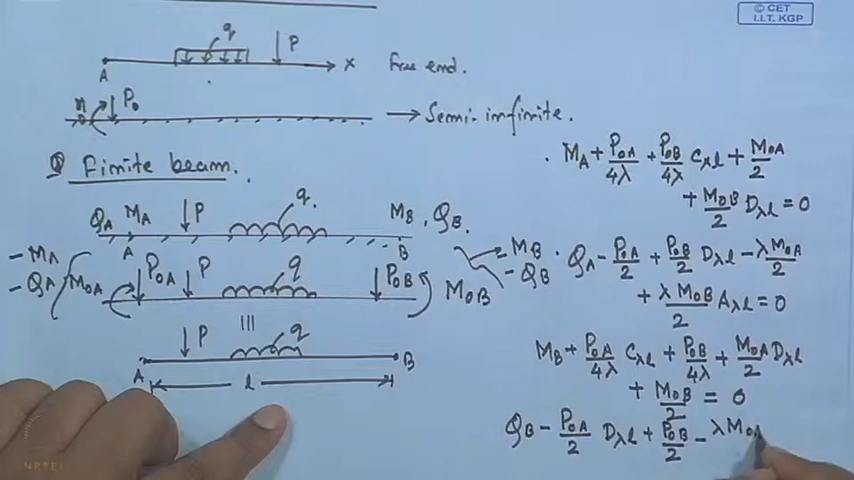 © CET
I.I.T. KGP
q
P
A
x
Free end.
M
P₀
→ Semi-infinite.
Finite beam.
Q_A M_A
P
q.
M_B , Q_B.
A
B
- M_A
- Q_A
M_0A
P_0A
P
q
P_0B
M_0B
- M_B
- Q_B
|||
P
q
A
B
l
M_A + P_0A/4λ + P_0B/4λ C_λl + M_0A/2
+ M_0B/2 D_λl = 0
Q_A - P_0A/2 + P_0B/2 D_λl - λM_0A/2
+ λM_0B/2 A_λl = 0
M_B + P_0A/4λ C_λl + P_0B/4λ + M_0A/2 D_λl
+ M_0B/2 = 0
Q_B - P_0A/2 D_λl + P_0B/2 - λM_0A
NPTEL